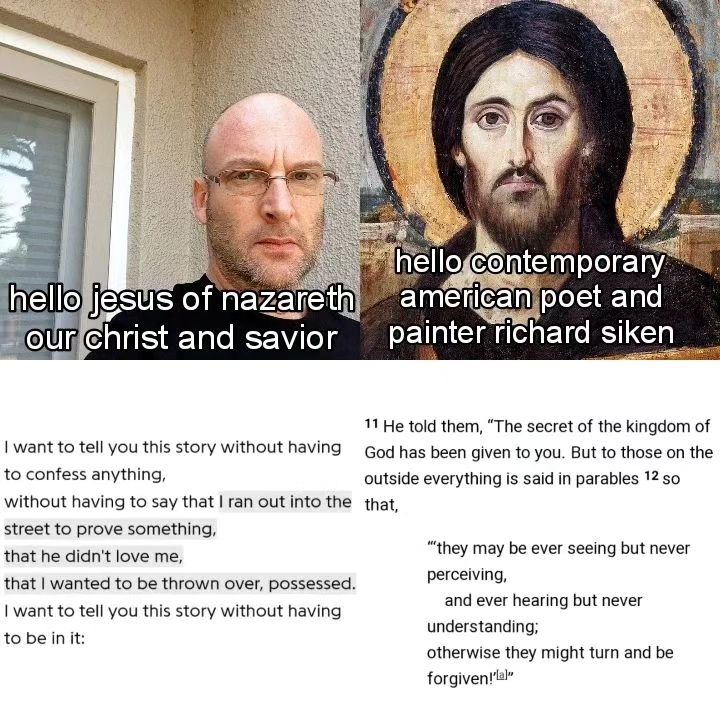 hello jesus of nazareth
our christ and savior
hello contemporary
american poet and
painter richard siken
I want to tell you this story without having
to confess anything,
without having to say that I ran out into the
street to prove something,
that he didn't love me,
that I wanted to be thrown over, possessed.
I want to tell you this story without having
to be in it:
11 He told them, “The secret of the kingdom of
God has been given to you. But to those on the
outside everything is said in parables 12 so
that,
“‘they may be ever seeing but never
perceiving,
and ever hearing but never
understanding;
otherwise they might turn and be
forgiven!’[a]”